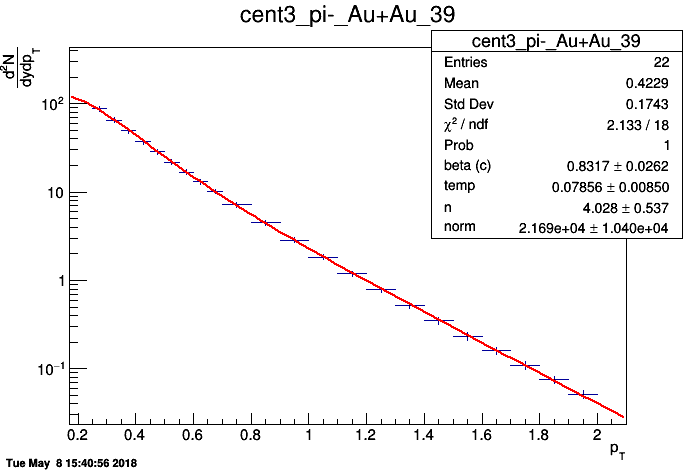 cent3_pi-_Au+Au_39
d²N
dydp_T
cent3_pi-_Au+Au_39
Entries 22
Mean 0.4229
Std Dev 0.1743
χ² / ndf 2.133 / 18
Prob 1
beta (c) 0.8317 ± 0.0262
temp 0.07856 ± 0.00850
n 4.028 ± 0.537
norm 2.169e+04 ± 1.040e+04
10²
10
1
10⁻¹
0.2 0.4 0.6 0.8 1 1.2 1.4 1.6 1.8 2
p_T
Tue May 8 15:40:56 2018